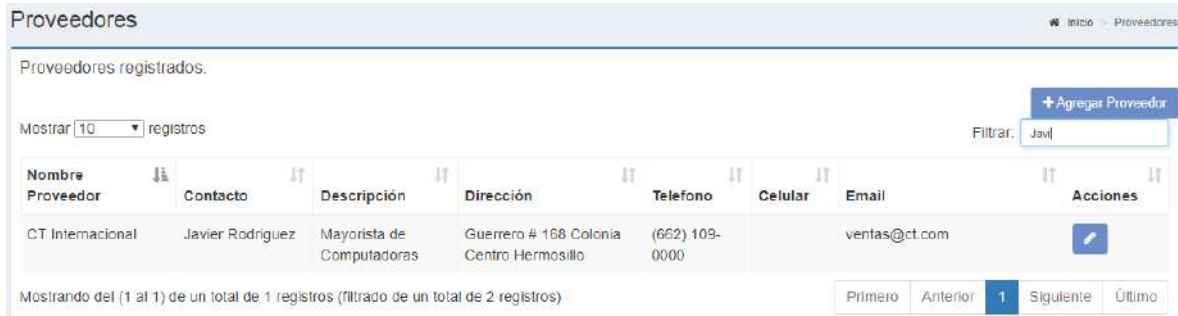 Proveedores
Inicio > Proveedores
Proveedores registrados.
+ Agregar Proveedor
Mostrar 10 registros
Filtrar: Javi
Nombre Proveedor Contacto Descripción Dirección Telefono Celular Email Acciones
CT Internacional Javier Rodriguez Mayorista de Guerrero # 168 Colonia (662) 109- ventas@ct.com
Computadoras Centro Hermosillo 0000
Mostrando del (1 al 1) de un total de 1 registros (filtrado de un total de 2 registros)
Primero Anterior 1 Siguiente Último